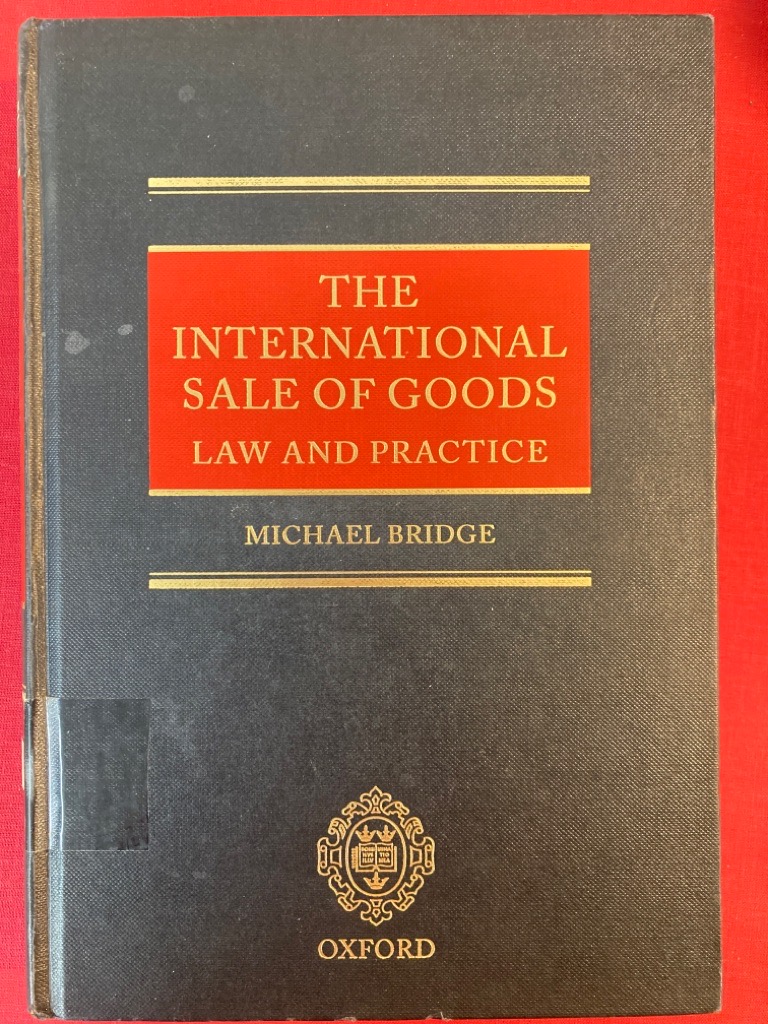 THE
INTERNATIONAL
SALE OF GOODS
LAW AND PRACTICE
MICHAEL BRIDGE
OXFORD